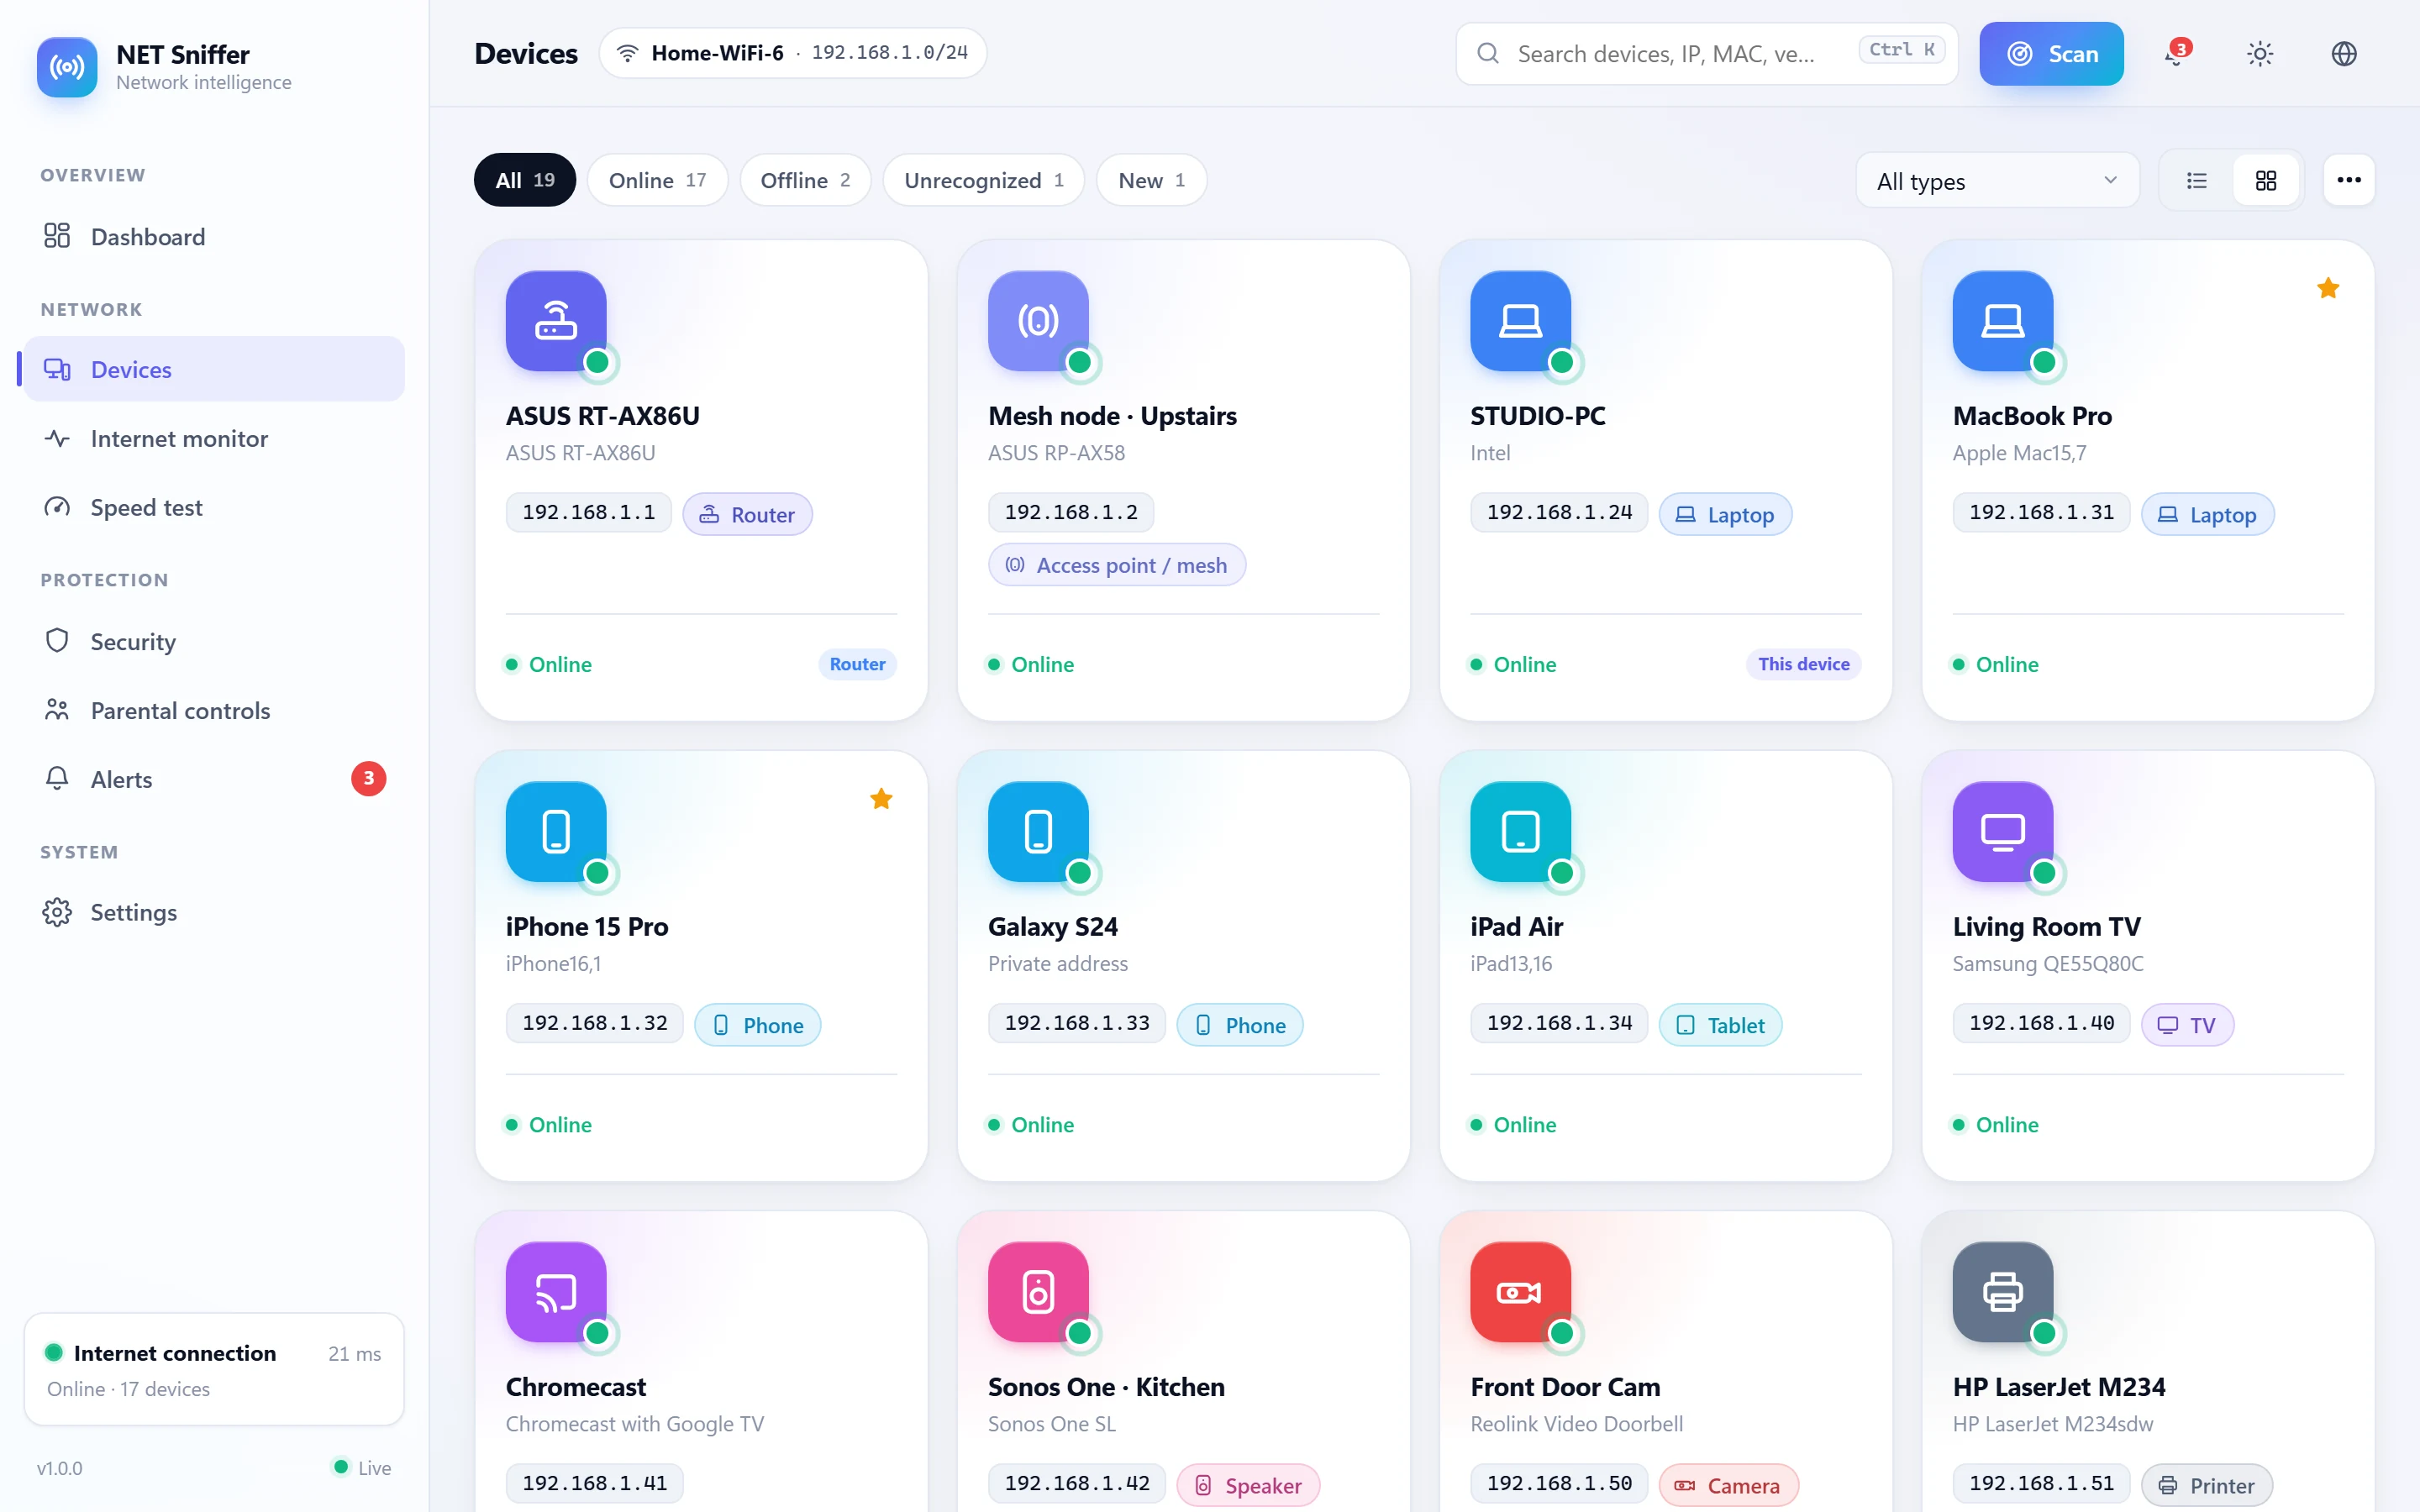 NET Sniffer
Network intelligence
OVERVIEW
Dashboard
NETWORK
Devices
Internet monitor
Speed test
PROTECTION
Security
Parental controls
Alerts 3
SYSTEM
Settings
Internet connection 21 ms
Online · 17 devices
v1.0.0 Live
Devices Home-WiFi-6 · 192.168.1.0/24 Search devices, IP, MAC, ve... Ctrl K Scan 3
All 19 Online 17 Offline 2 Unrecognized 1 New 1 All types
ASUS RT-AX86U
ASUS RT-AX86U
192.168.1.1 Router
Online Router
Mesh node · Upstairs
ASUS RP-AX58
192.168.1.2
Access point / mesh
Online
STUDIO-PC
Intel
192.168.1.24 Laptop
Online This device
MacBook Pro
Apple Mac15,7
192.168.1.31 Laptop
Online
iPhone 15 Pro
iPhone16,1
192.168.1.32 Phone
Online
Galaxy S24
Private address
192.168.1.33 Phone
Online
iPad Air
iPad13,16
192.168.1.34 Tablet
Online
Living Room TV
Samsung QE55Q80C
192.168.1.40 TV
Online
Chromecast
Chromecast with Google TV
192.168.1.41
Sonos One · Kitchen
Sonos One SL
192.168.1.42 Speaker
Front Door Cam
Reolink Video Doorbell
192.168.1.50 Camera
HP LaserJet M234
HP LaserJet M234sdw
192.168.1.51 Printer